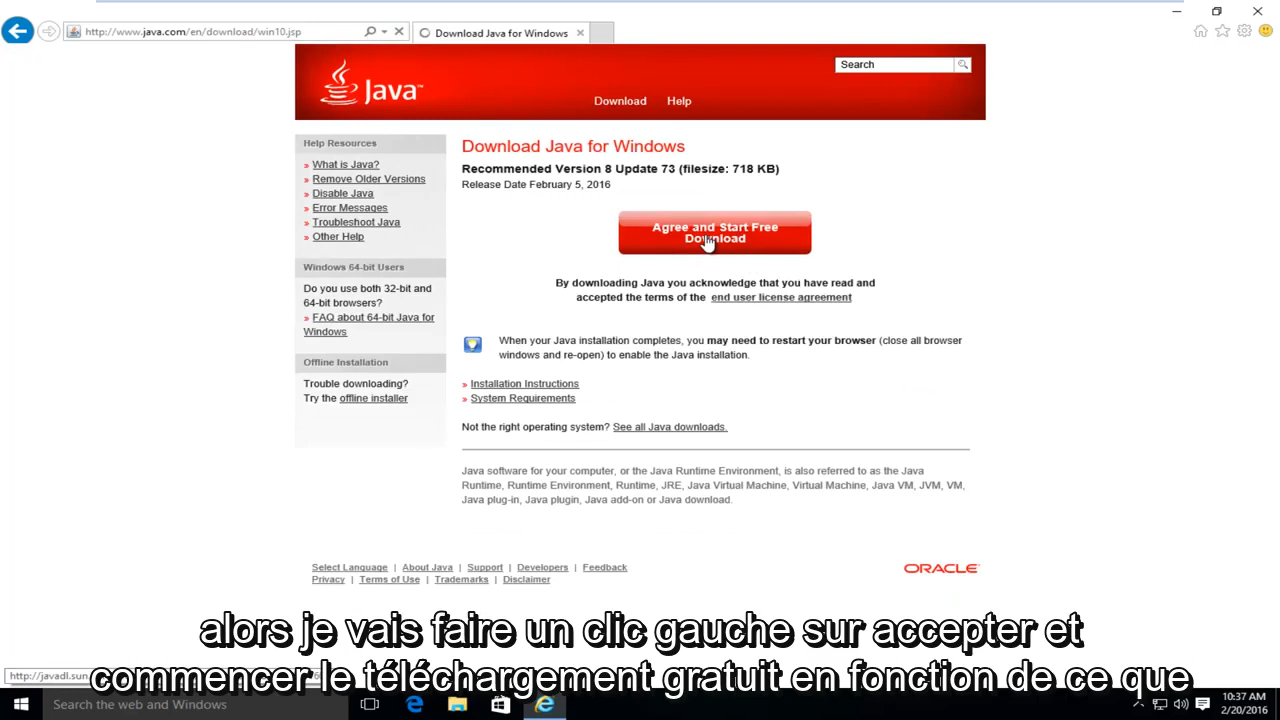 http://www.java.com/en/download/win10.jsp
Download Java for Windows
Java™
Search
Download
Help
Help Resources
» What is Java?
» Remove Older Versions
» Disable Java
» Error Messages
» Troubleshoot Java
» Other Help
Windows 64-bit Users
Do you use both 32-bit and
64-bit browsers?
» FAQ about 64-bit Java for
Windows
Offline Installation
Trouble downloading?
Try the offline installer
Download Java for Windows
Recommended Version 8 Update 73 (filesize: 718 KB)
Release Date February 5, 2016
Agree and Start Free
Download
By downloading Java you acknowledge that you have read and
accepted the terms of the end user license agreement
When your Java installation completes, you may need to restart your browser (close all browser
windows and re-open) to enable the Java installation.
» Installation Instructions
» System Requirements
Not the right operating system? See all Java downloads.
Java software for your computer, or the Java Runtime Environment, is also referred to as the Java
Runtime, Runtime Environment, Runtime, JRE, Java Virtual Machine, Virtual Machine, Java VM, JVM, VM,
Java plug-in, Java plugin, Java add-on or Java download.
Select Language | About Java | Support | Developers | Feedback
Privacy | Terms of Use | Trademarks | Disclaimer
ORACLE
alors je vais faire un clic gauche sur accepter et
commencer le téléchargement gratuit en fonction de ce que
http://javadl.sun.
Search the web and Windows
10:37 AM
2/20/2016